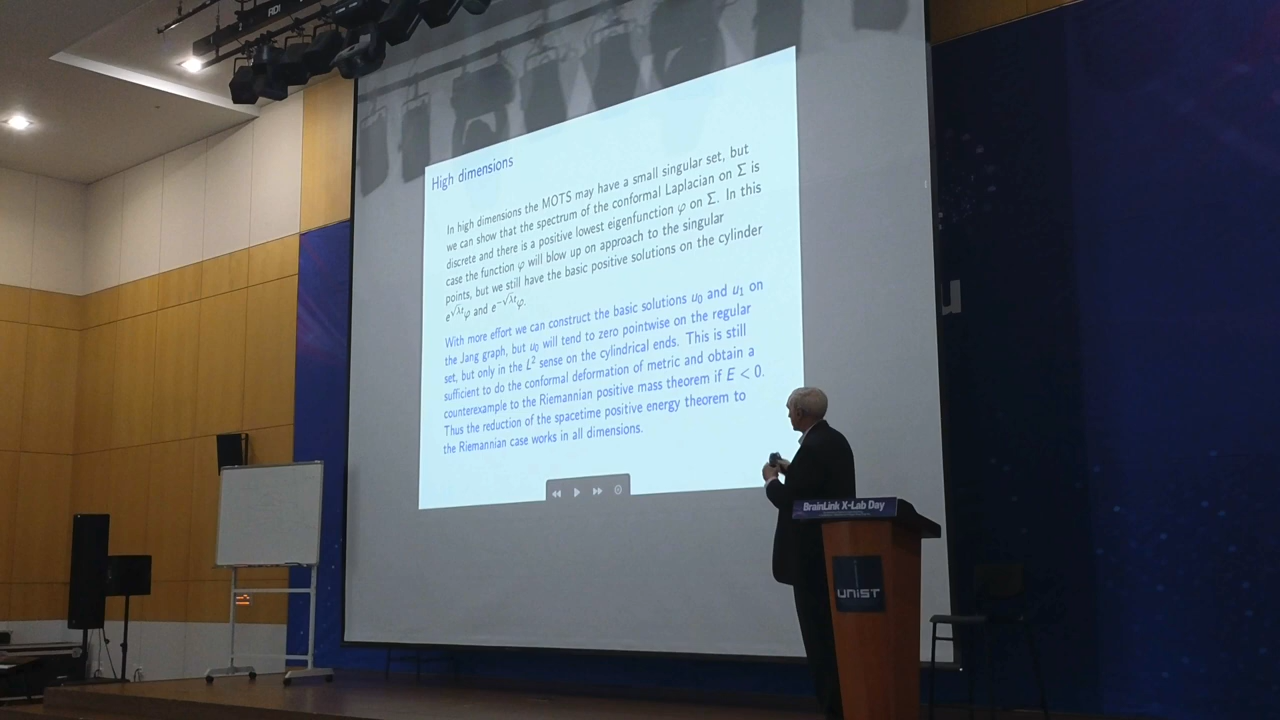 High dimensions
In high dimensions the MOTS may have a small singular set, but
we can show that the spectrum of the conformal Laplacian on Σ is
discrete and there is a positive lowest eigenfunction φ on Σ. In this
case the function φ will blow up on approach to the singular
points, but we still have the basic positive solutions on the cylinder
e^{√λt}φ and e^{−√λt}φ.
With more effort we can construct the basic solutions u₀ and u₁ on
the Jang graph, but u₀ will tend to zero pointwise on the regular
set, but only in the L² sense on the cylindrical ends. This is still
sufficient to do the conformal deformation of metric and obtain a
counterexample to the Riemannian positive mass theorem if E < 0.
Thus the reduction of the spacetime positive energy theorem to
the Riemannian case works in all dimensions.
BrainLink X-Lab Day
UNIST
u